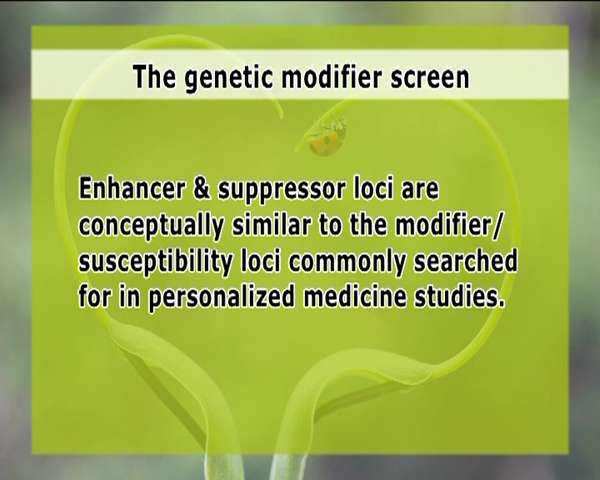 The genetic modifier screen
Enhancer & suppressor loci are
conceptually similar to the modifier/
susceptibility loci commonly searched
for in personalized medicine studies.